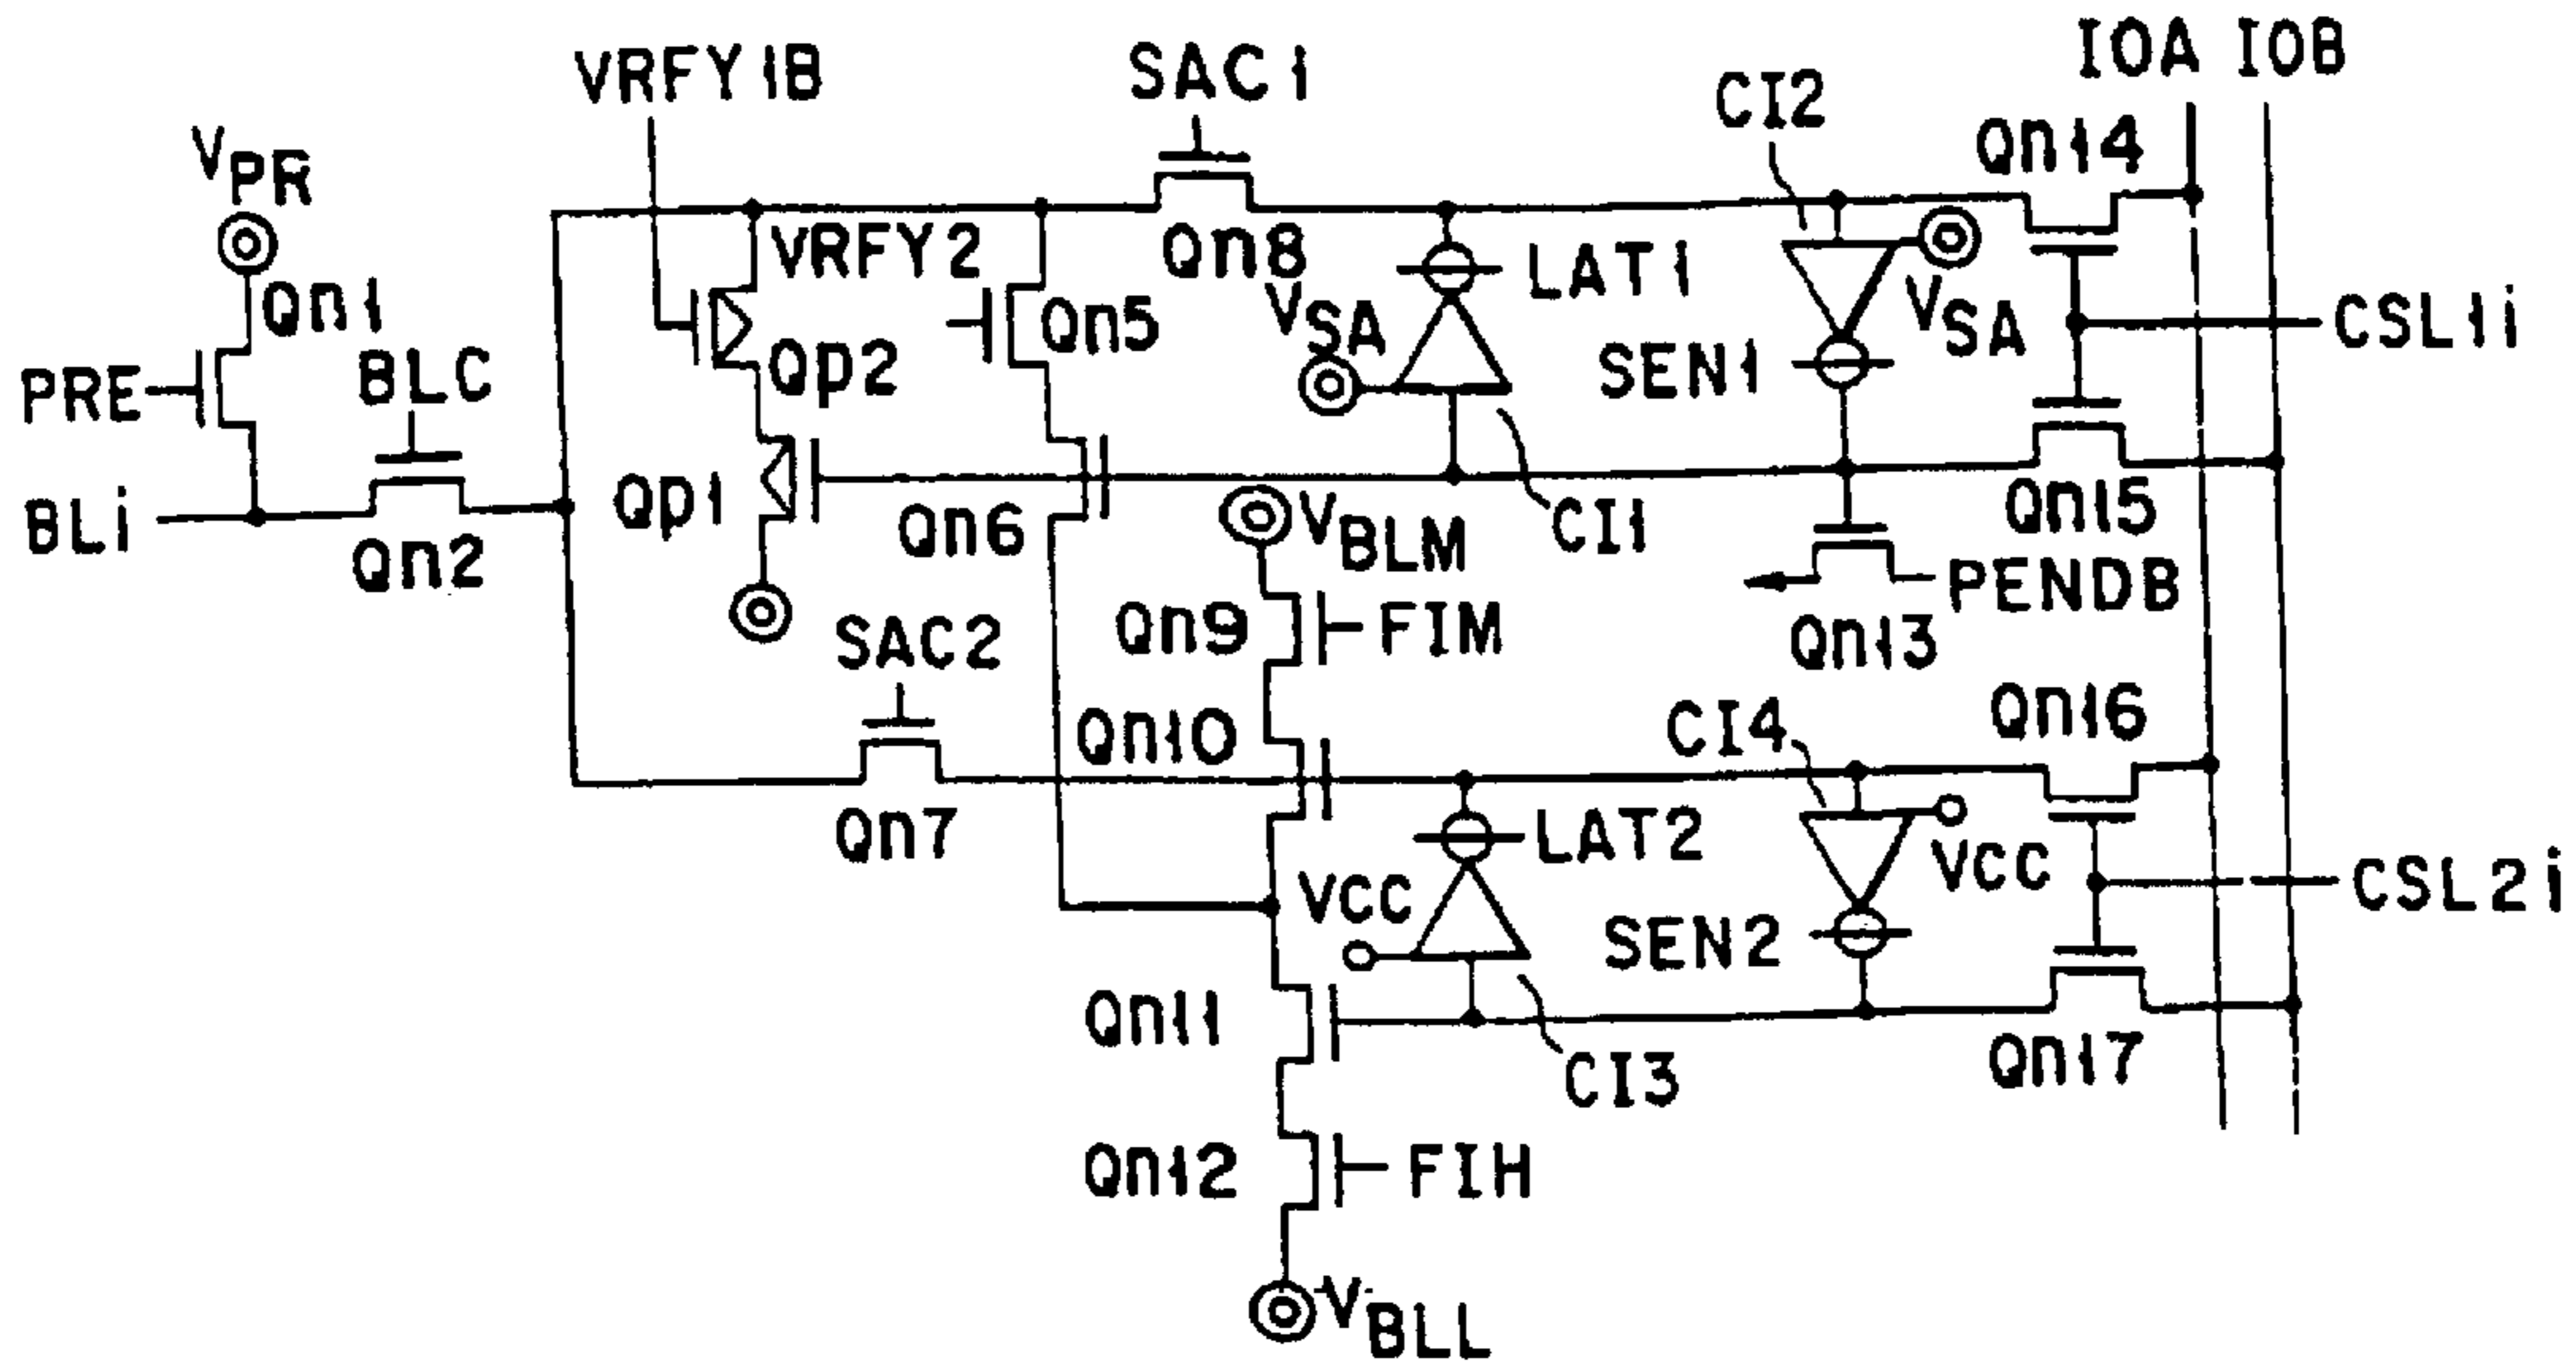 IOA IOB
VRFY1B
SAC1
CI2
VPR
Qn14
Qn1
VRFY2
Qn8
LAT1
VSA
VSA
CSL1i
PRE
BLC
Qp2
Qn5
SEN1
BLi
Qn2
Qp1
Qn6
VBLM
CI1
Qn15
PENDB
Qn9
FIM
Qn13
SAC2
Qn10
CI4
Qn16
Qn7
VCC
LAT2
VCC
CSL2i
SEN2
Qn11
CI3
Qn17
Qn12
FIH
VBLL